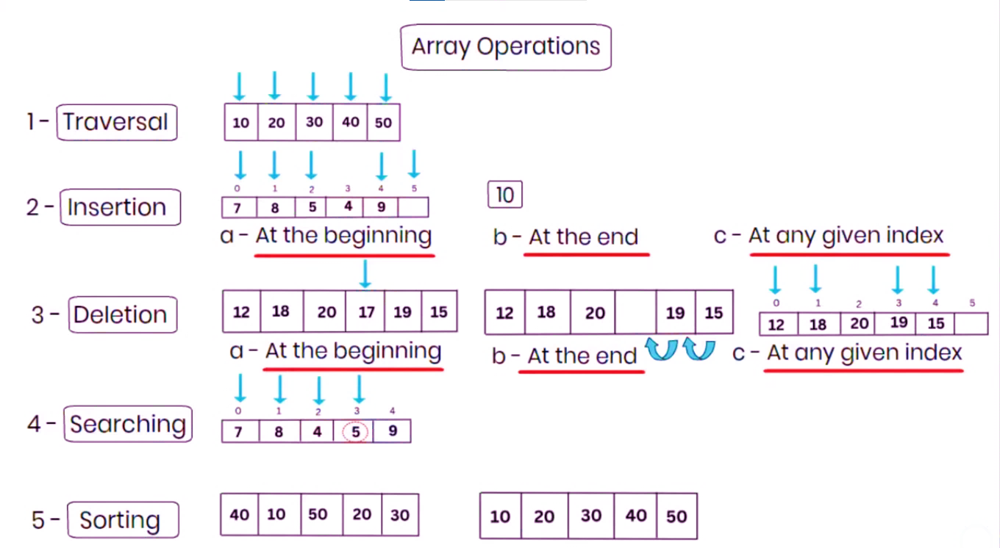 Array Operations
1- Traversal
10 20 30 40 50
2- Insertion
0 1 2 3 4 5
7 8 5 4 9
10
a- At the beginning
b- At the end
c- At any given index
3- Deletion
12 18 20 17 19 15
12 18 20 19 15
0 1 2 3 4 5
12 18 20 19 15
a- At the beginning
b- At the end
c- At any given index
4- Searching
0 1 2 3 4
7 8 4 5 9
5- Sorting
40 10 50 20 30
10 20 30 40 50